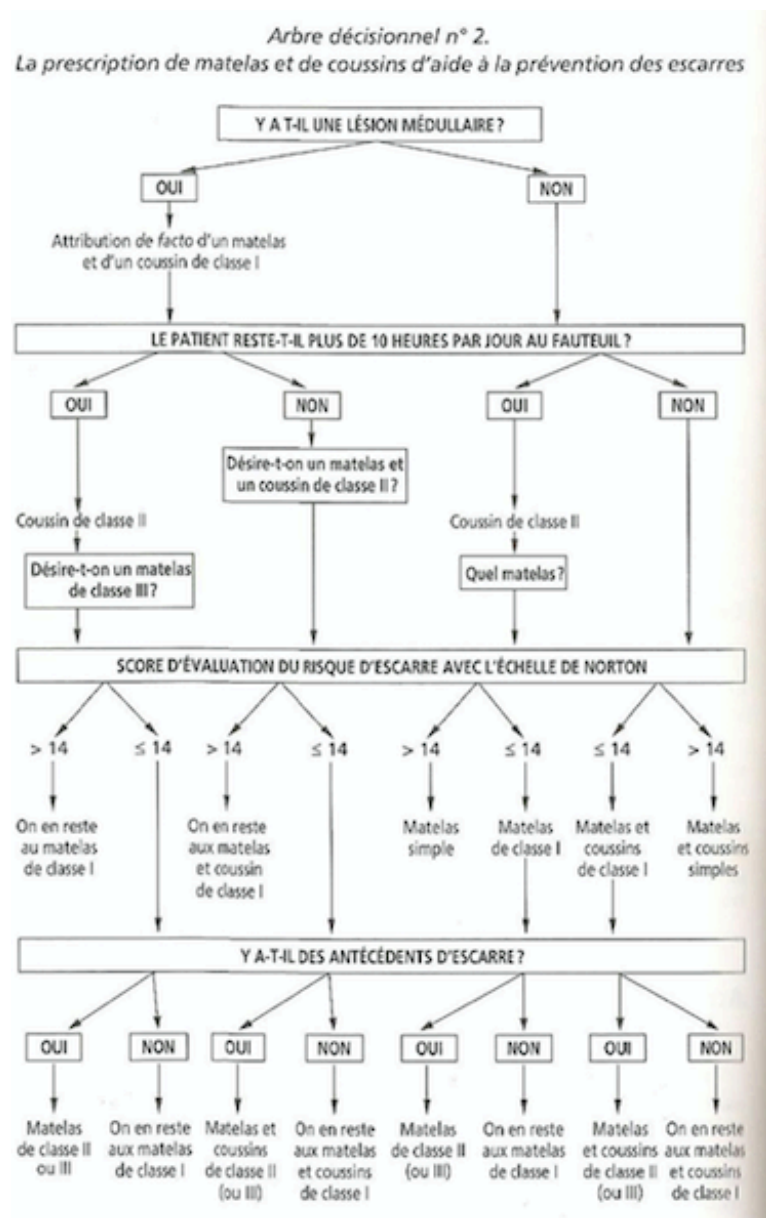 Arbre décisionnel n° 2.
La prescription de matelas et de coussins d'aide à la prévention des escarres
Y A T-IL UNE LÉSION MÉDULLAIRE ?
OUI
NON
Attribution de facto d'un matelas
et d'un coussin de classe I
LE PATIENT RESTE-T-IL PLUS DE 10 HEURES PAR JOUR AU FAUTEUIL ?
OUI
NON
OUI
NON
Désire-t-on un matelas et
un coussin de classe II ?
Coussin de classe II
Coussin de classe II
Désire-t-on un matelas
de classe III ?
Quel matelas ?
SCORE D'ÉVALUATION DU RISQUE D'ESCARRE AVEC L'ÉCHELLE DE NORTON
> 14
≤ 14
> 14
≤ 14
> 14
≤ 14
≤ 14
> 14
On en reste
au matelas
de classe I
On en reste
aux matelas
et coussin
de classe I
Matelas
simple
Matelas
de classe I
Matelas et
coussins
de classe I
Matelas
et coussins
simples
Y A-T-IL DES ANTÉCÉDENTS D'ESCARRE ?
OUI
NON
OUI
NON
OUI
NON
OUI
NON
Matelas
de classe II
ou III
On en reste
aux matelas
de classe I
Matelas et
coussins
de classe II
(ou III)
On en reste
aux matelas
et coussins
de classe I
Matelas
de classe II
(ou III)
On en reste
aux matelas
de classe I
Matelas
et coussins
de classe II
(ou III)
On en reste
aux matelas
et coussins
de classe I